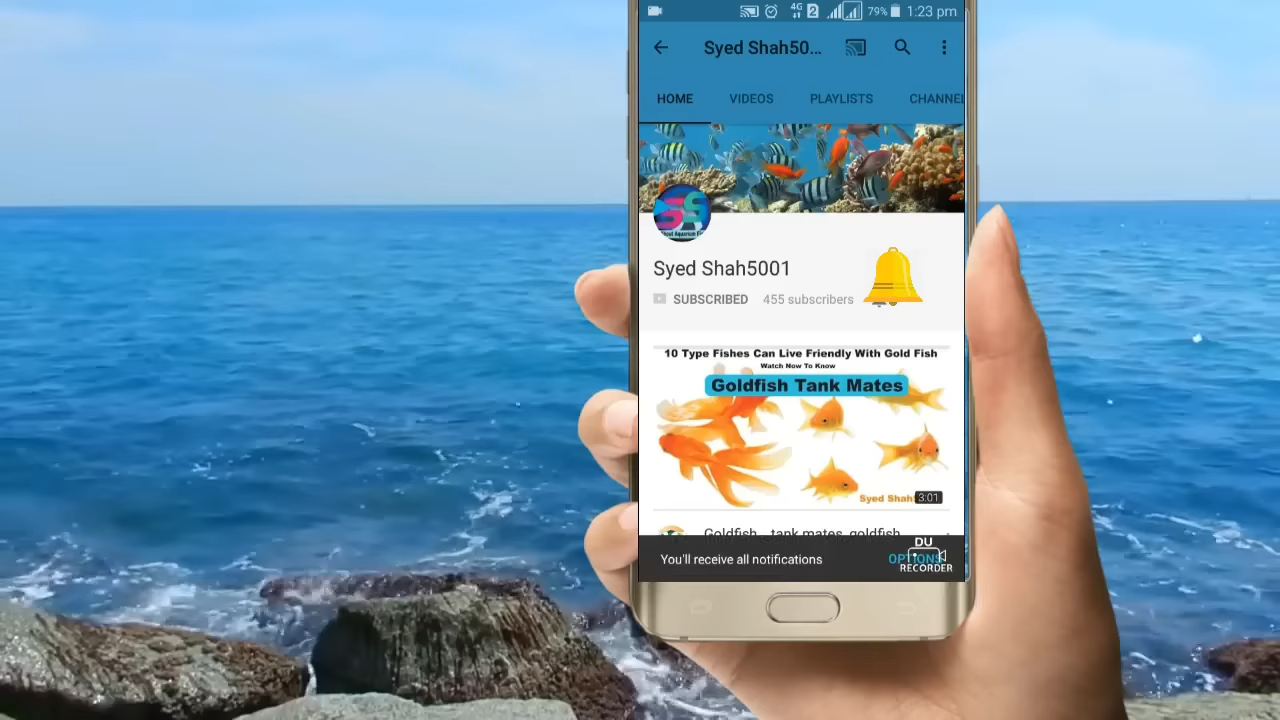 4G 2 79% 1:23 pm
Syed Shah50...
HOME VIDEOS PLAYLISTS CHANNEL
SS
Syed Shah5001
SUBSCRIBED 455 subscribers
10 Type Fishes Can Live Friendly With Gold Fish
Watch Now To Know
Goldfish Tank Mates
Syed Shah
3:01
Goldfish tank mates, goldfish
You'll receive all notifications
OPTIONS
DU
RECORDER